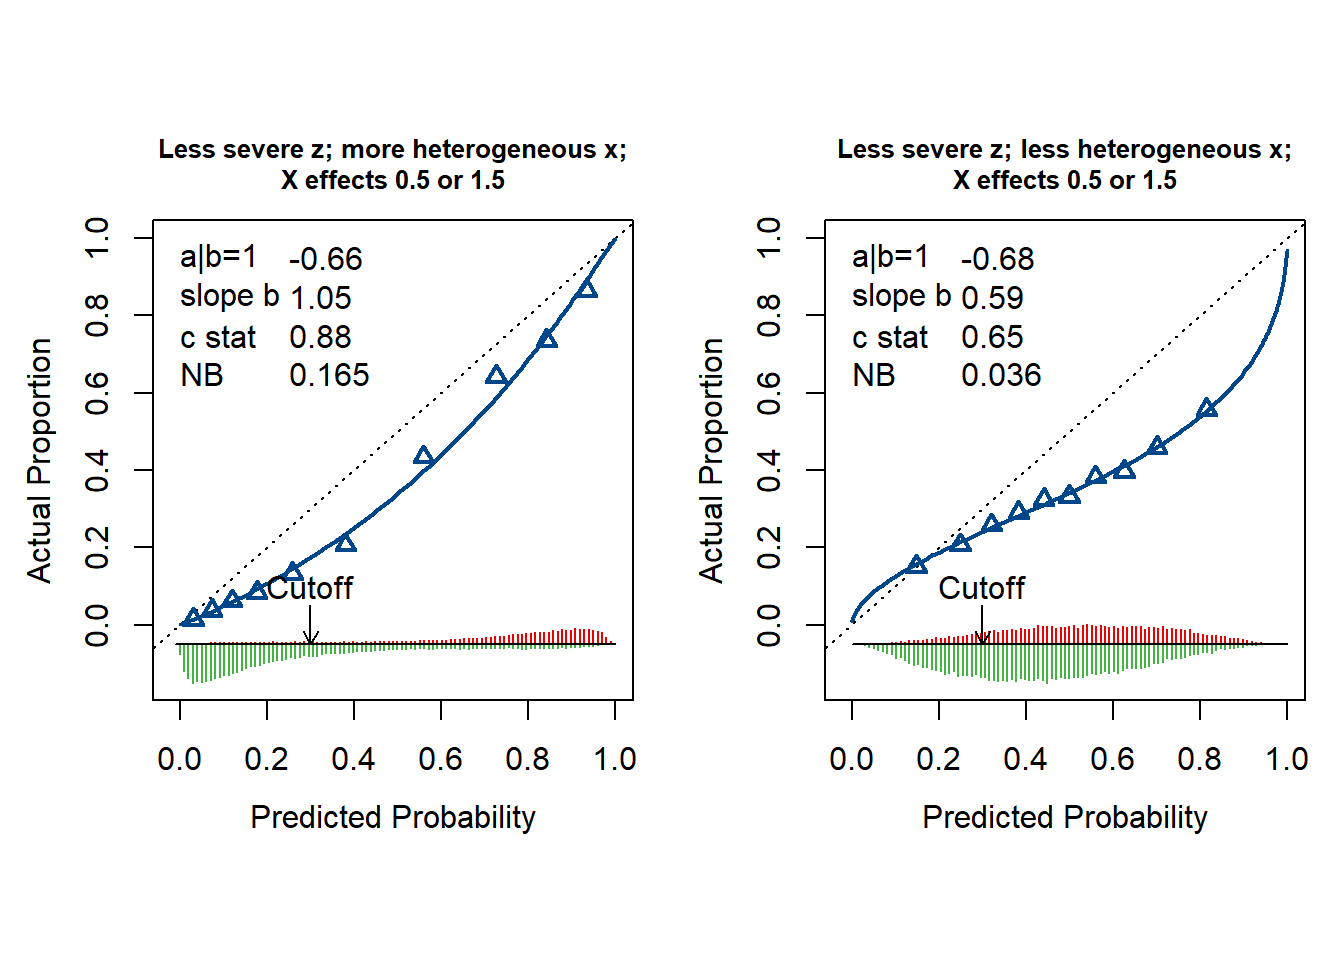 Less severe z; more heterogeneous x;
X effects 0.5 or 1.5
a|b=1 -0.66
slope b 1.05
c stat 0.88
NB 0.165
Cutoff
Actual Proportion
0.0 0.2 0.4 0.6 0.8 1.0
0.0 0.2 0.4 0.6 0.8 1.0
Predicted Probability
Less severe z; less heterogeneous x;
X effects 0.5 or 1.5
a|b=1 -0.68
slope b 0.59
c stat 0.65
NB 0.036
Cutoff
Actual Proportion
0.0 0.2 0.4 0.6 0.8 1.0
0.0 0.2 0.4 0.6 0.8 1.0
Predicted Probability